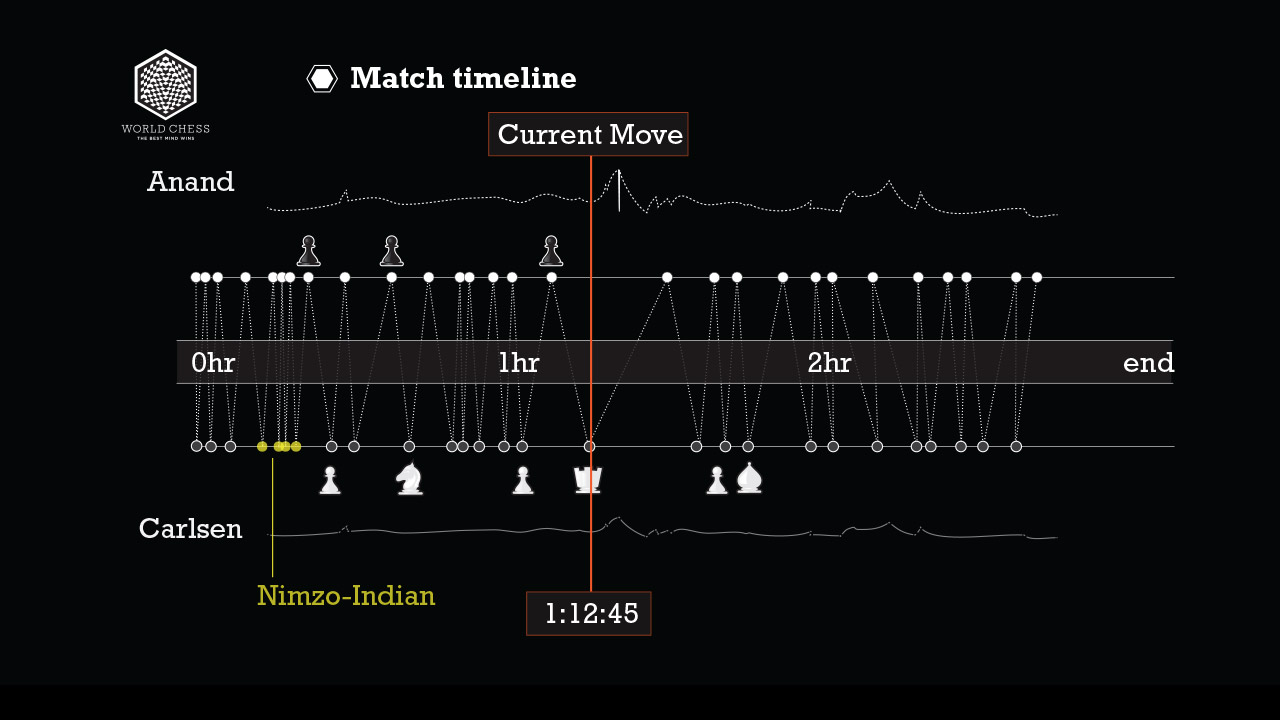 WORLD CHESS
THE BEST MIND WINS
Match timeline
Current Move
Anand
0hr
1hr
2hr
end
Carlsen
Nimzo-Indian
1:12:45